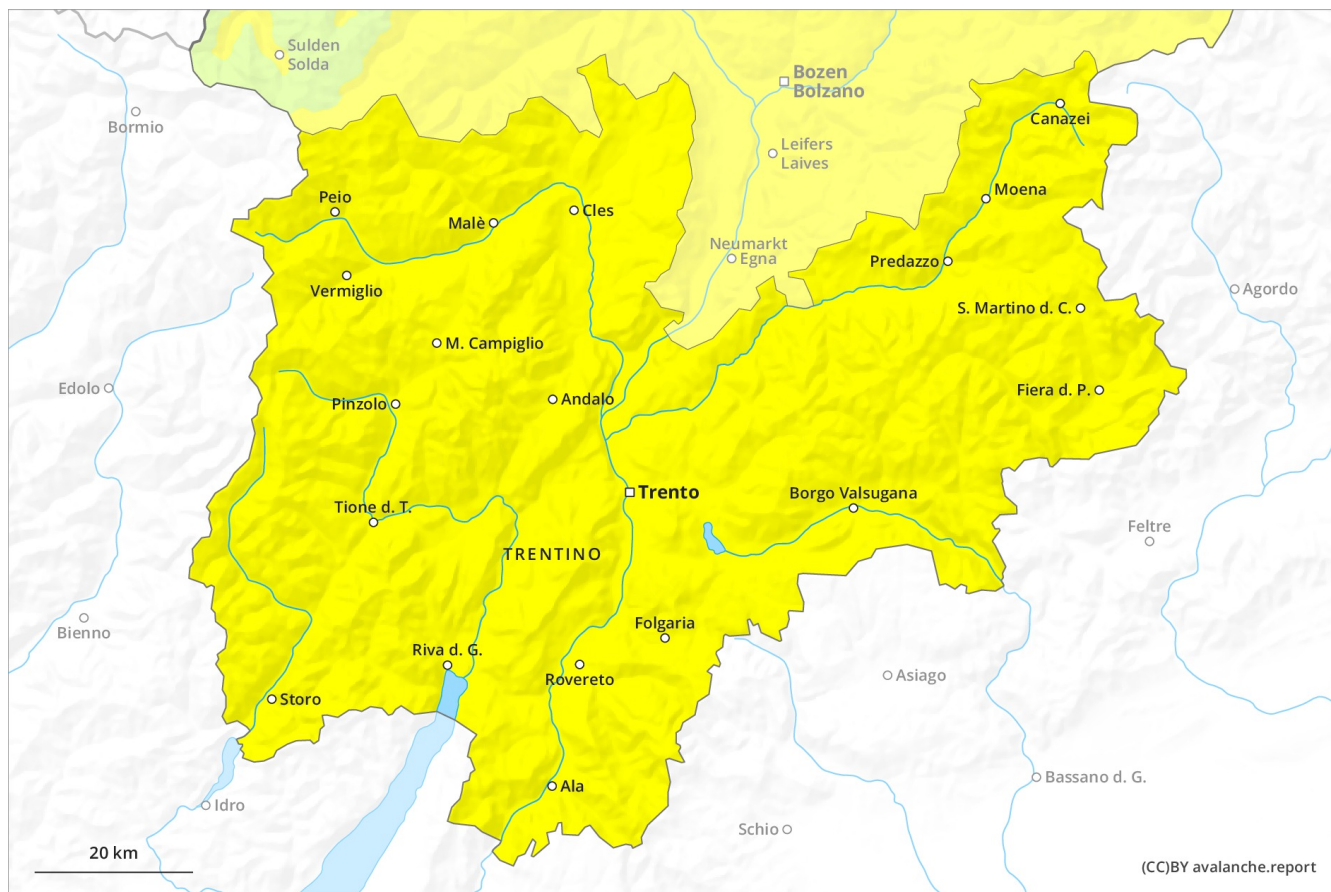 Sulden
Solda
Bozen
Bolzano
Bormio
Canazei
Leifers
Laives
Peio
Moena
Malè
Cles
Neumarkt
Egna
Predazzo
Vermiglio
Agordo
S. Martino d. C.
M. Campiglio
Edolo
Fiera d. P.
Pinzolo
Andalo
Trento
Borgo Valsugana
Tione d. T.
Feltre
TRENTINO
Bienno
Folgaria
Riva d. G.
Asiago
Rovereto
Storo
Bassano d. G.
Ala
Idro
Schio
20 km
(CC)BY avalanche.report